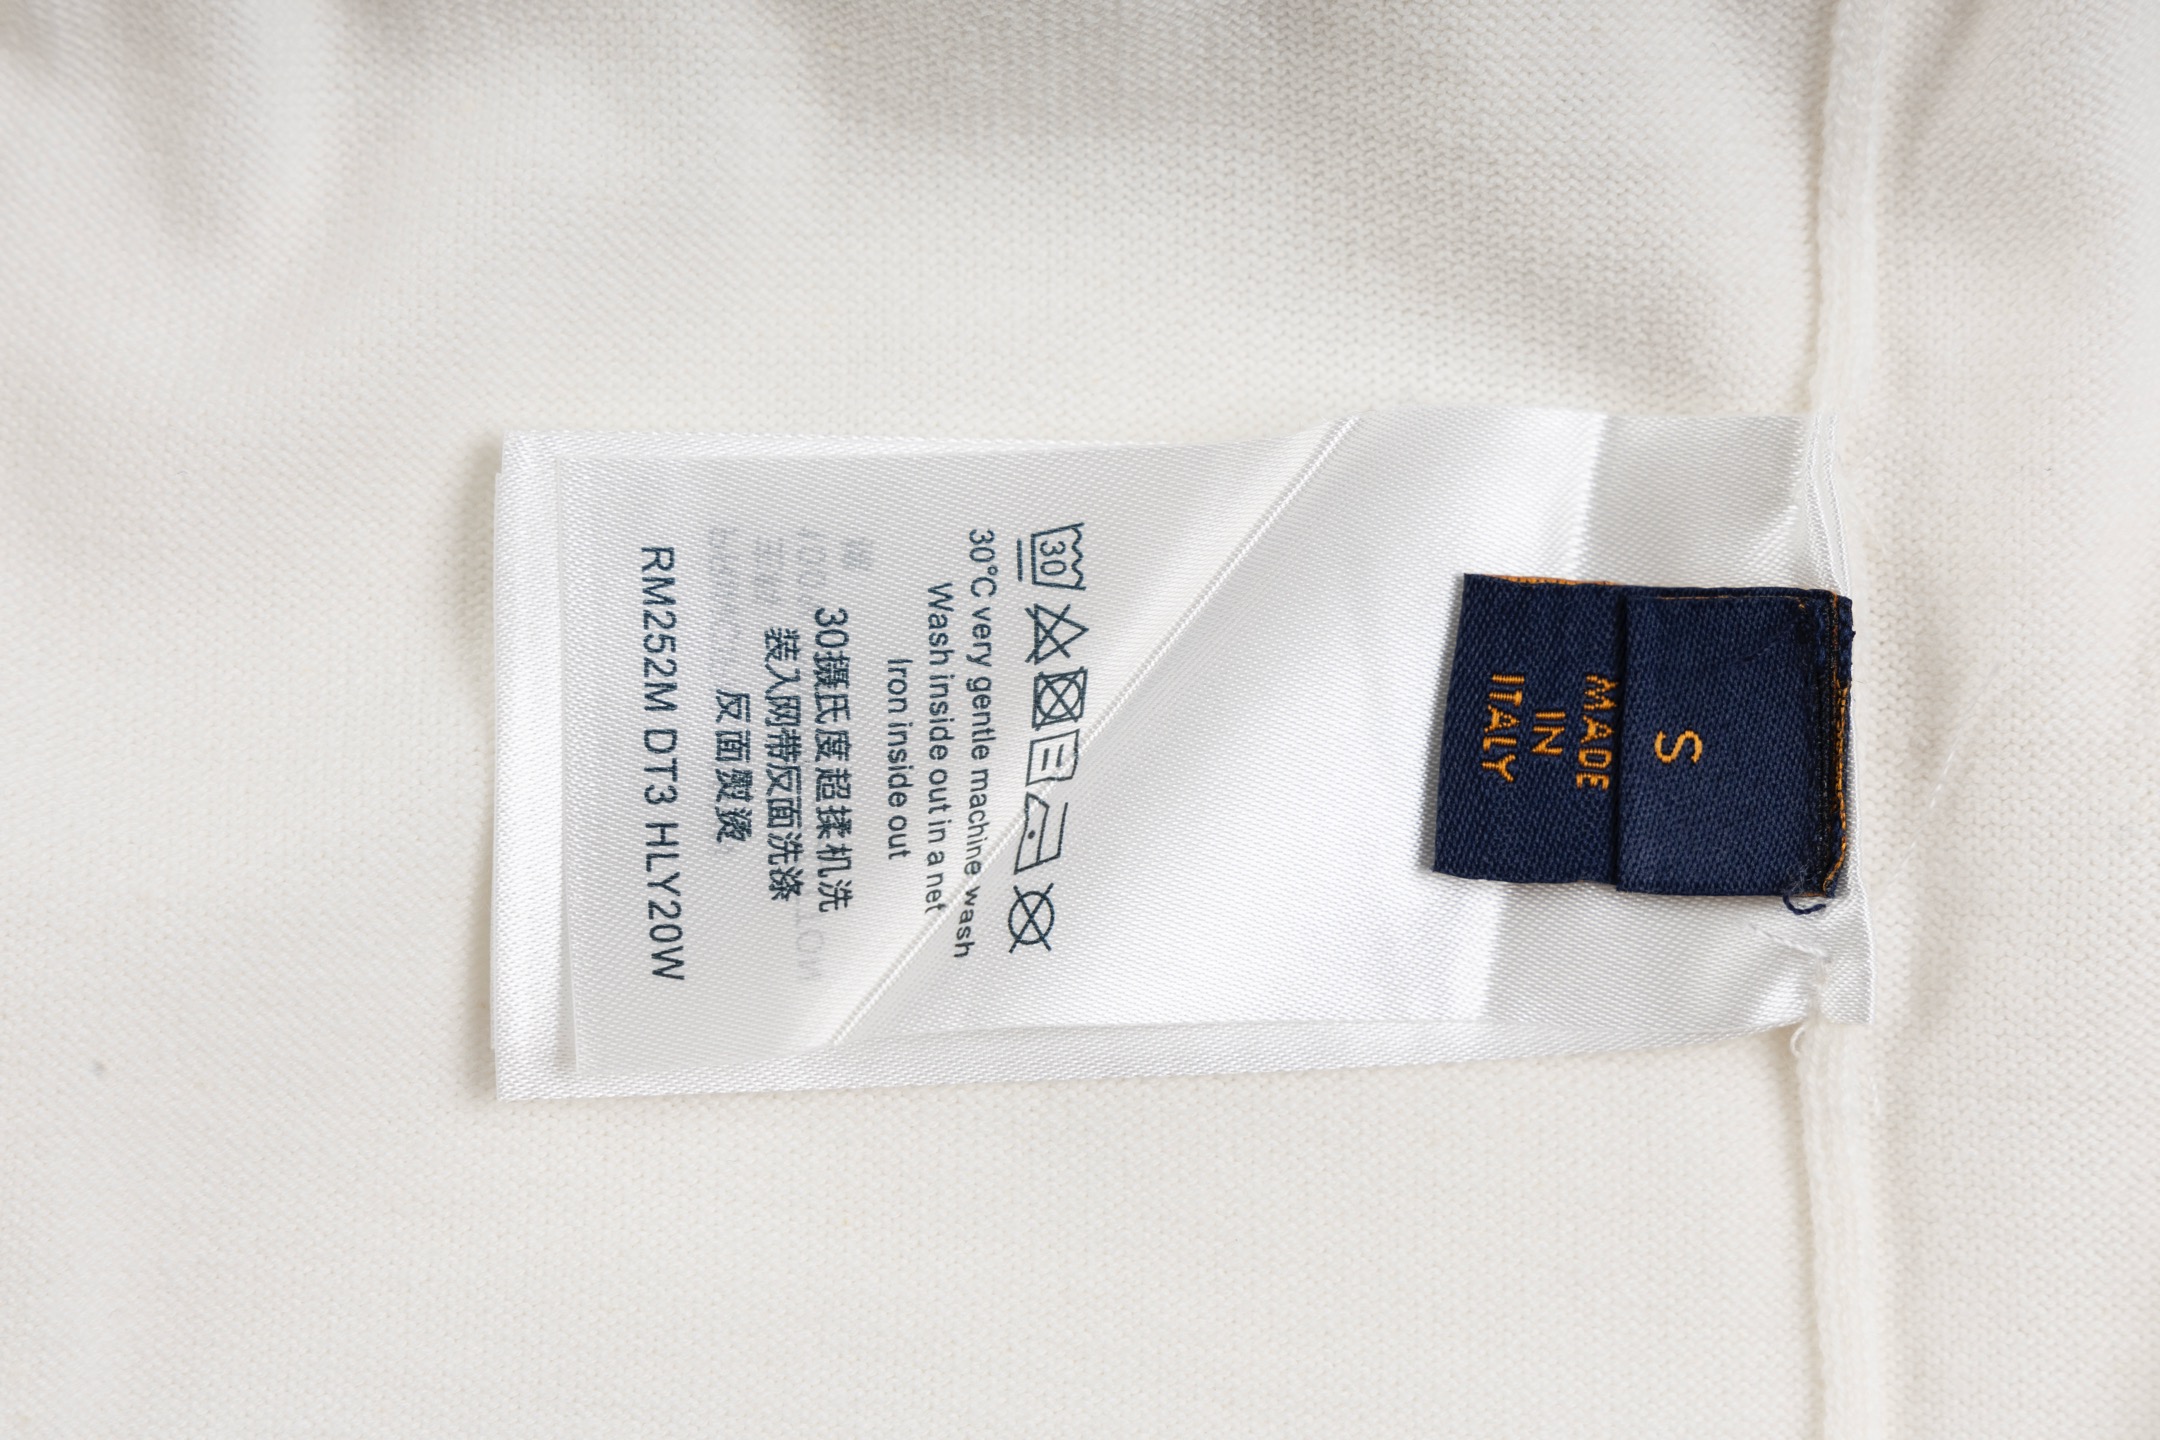 S
MADE
IN
ITALY
30
30°C very gentle machine wash
Wash inside out in a net
Iron inside out
30摄氏度超揉机洗
装入网带反面洗涤
反面熨烫
RM252M DT3 HLY20W